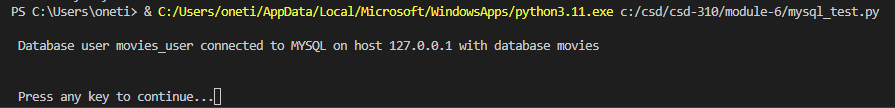 PS C:\Users\oneti> & C:/Users/oneti/AppData/Local/Microsoft/WindowsApps/python3.11.exe c:/csd/csd-310/module-6/mysql_test.py
Database user movies_user connected to MYSQL on host 127.0.0.1 with database movies
Press any key to continue...